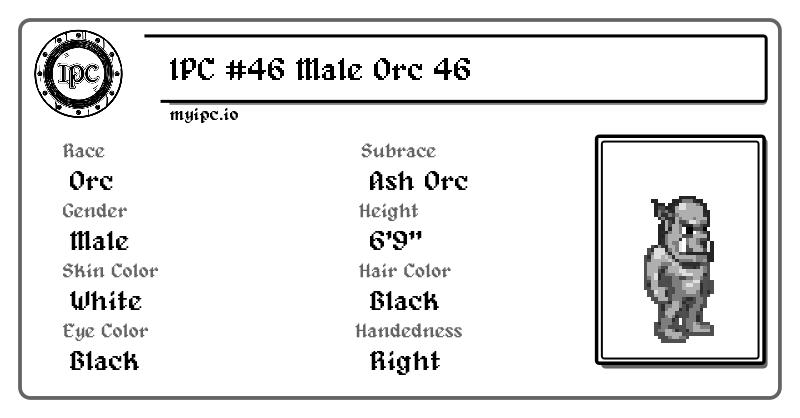 IPC
IPC #46 Male Orc 46
myipc.io
Race
Orc
Subrace
Ash Orc
Gender
Male
Height
6'9"
Skin Color
White
Hair Color
Black
Eye Color
Black
Handedness
Right